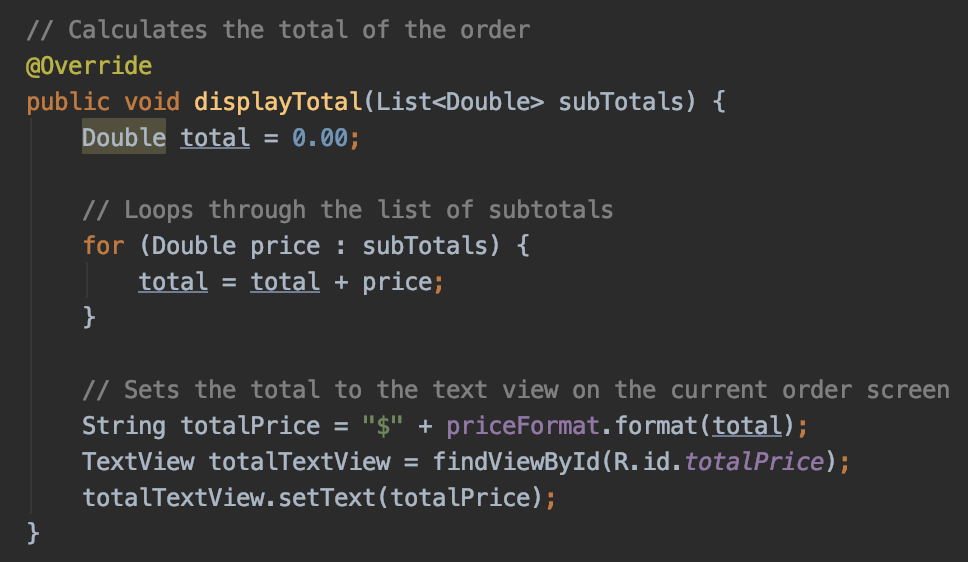 // Calculates the total of the order
@Override
public void displayTotal(List<Double> subTotals) {
    Double total = 0.00;

    // Loops through the list of subtotals
    for (Double price : subTotals) {
        total = total + price;
    }

    // Sets the total to the text view on the current order screen
    String totalPrice = "$" + priceFormat.format(total);
    TextView totalTextView = findViewById(R.id.totalPrice);
    totalTextView.setText(totalPrice);
}